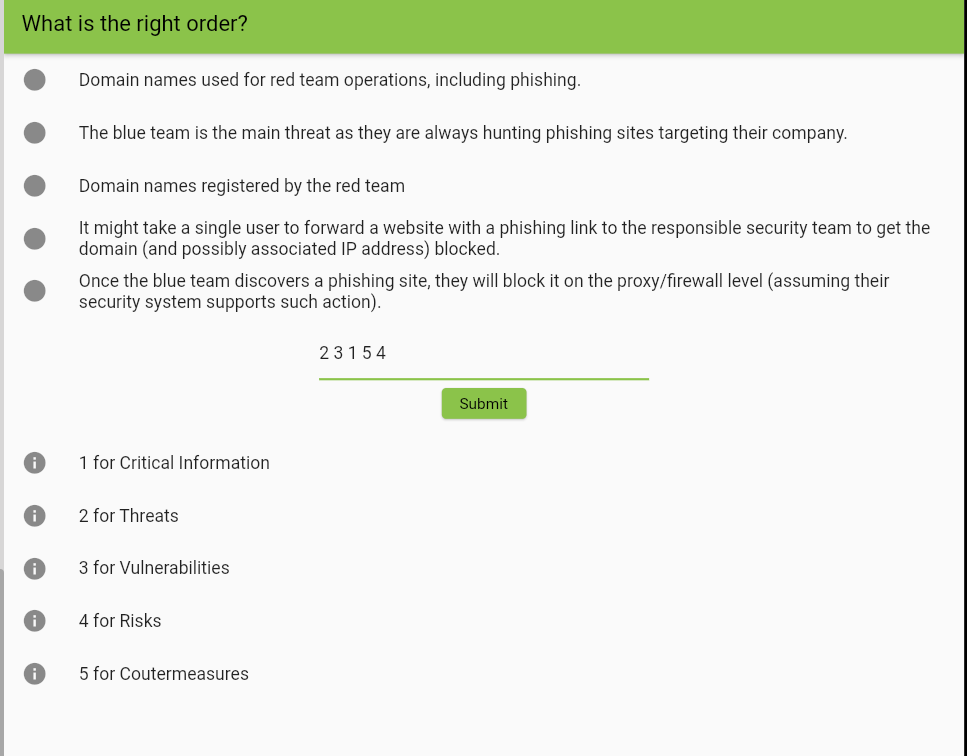 What is the right order?
Domain names used for red team operations, including phishing.
The blue team is the main threat as they are always hunting phishing sites targeting their company.
Domain names registered by the red team
It might take a single user to forward a website with a phishing link to the responsible security team to get the
domain (and possibly associated IP address) blocked.
Once the blue team discovers a phishing site, they will block it on the proxy/firewall level (assuming their
security system supports such action).
2 3 1 5 4
Submit
1 for Critical Information
2 for Threats
3 for Vulnerabilities
4 for Risks
5 for Coutermeasures